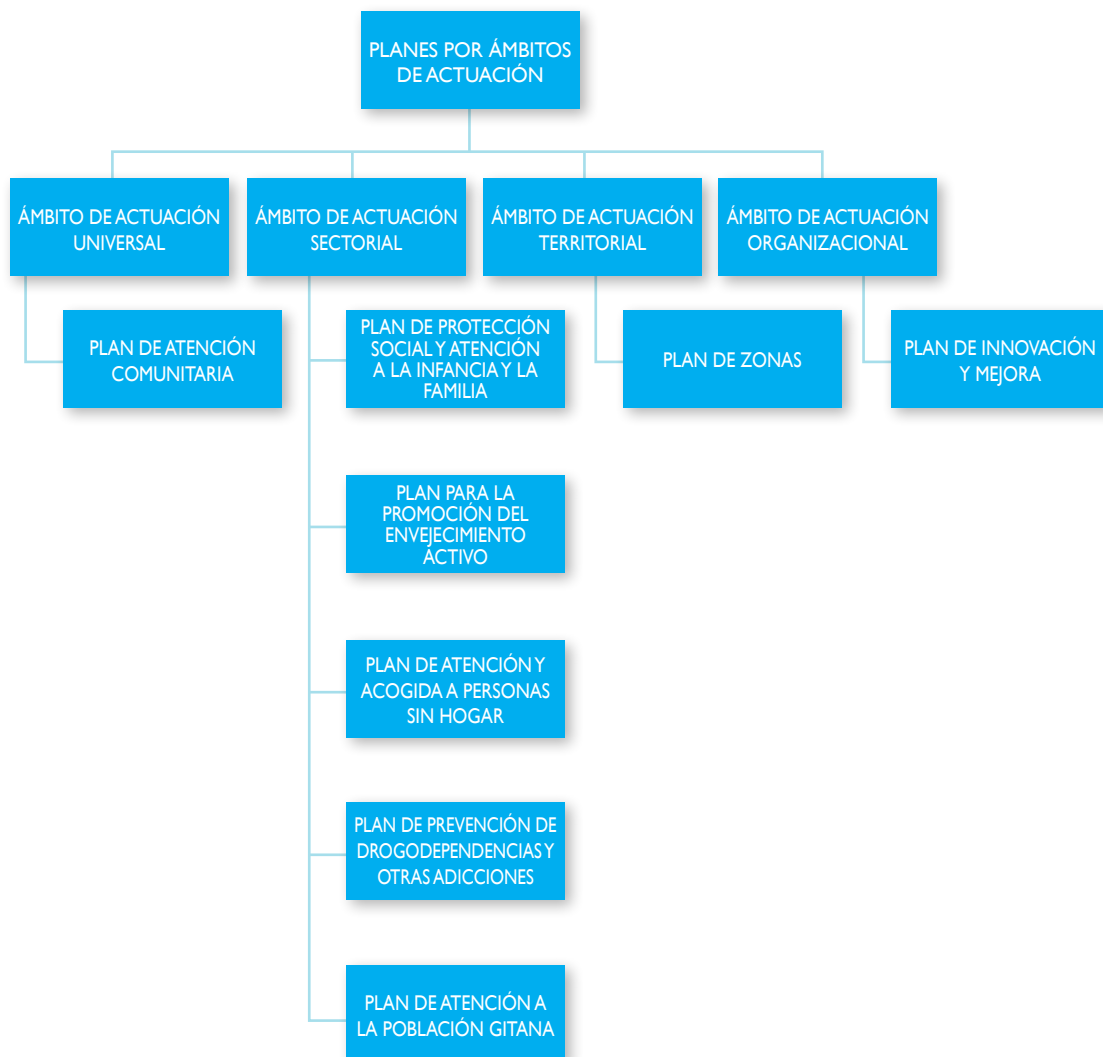 PLANES POR ÁMBITOS
DE ACTUACIÓN
ÁMBITO DE ACTUACIÓN
UNIVERSAL
ÁMBITO DE ACTUACIÓN
SECTORIAL
ÁMBITO DE ACTUACIÓN
TERRITORIAL
ÁMBITO DE ACTUACIÓN
ORGANIZACIONAL
PLAN DE ATENCIÓN
COMUNITARIA
PLAN DE PROTECCIÓN
SOCIAL Y ATENCIÓN
A LA INFANCIA Y LA
FAMILIA
PLAN DE ZONAS
PLAN DE INNOVACIÓN
Y MEJORA
PLAN PARA LA
PROMOCIÓN DEL
ENVEJECIMIENTO
ACTIVO
PLAN DE ATENCIÓN Y
ACOGIDA A PERSONAS
SIN HOGAR
PLAN DE PREVENCIÓN DE
DROGODEPENDENCIAS Y
OTRAS ADICCIONES
PLAN DE ATENCIÓN A
LA POBLACIÓN GITANA